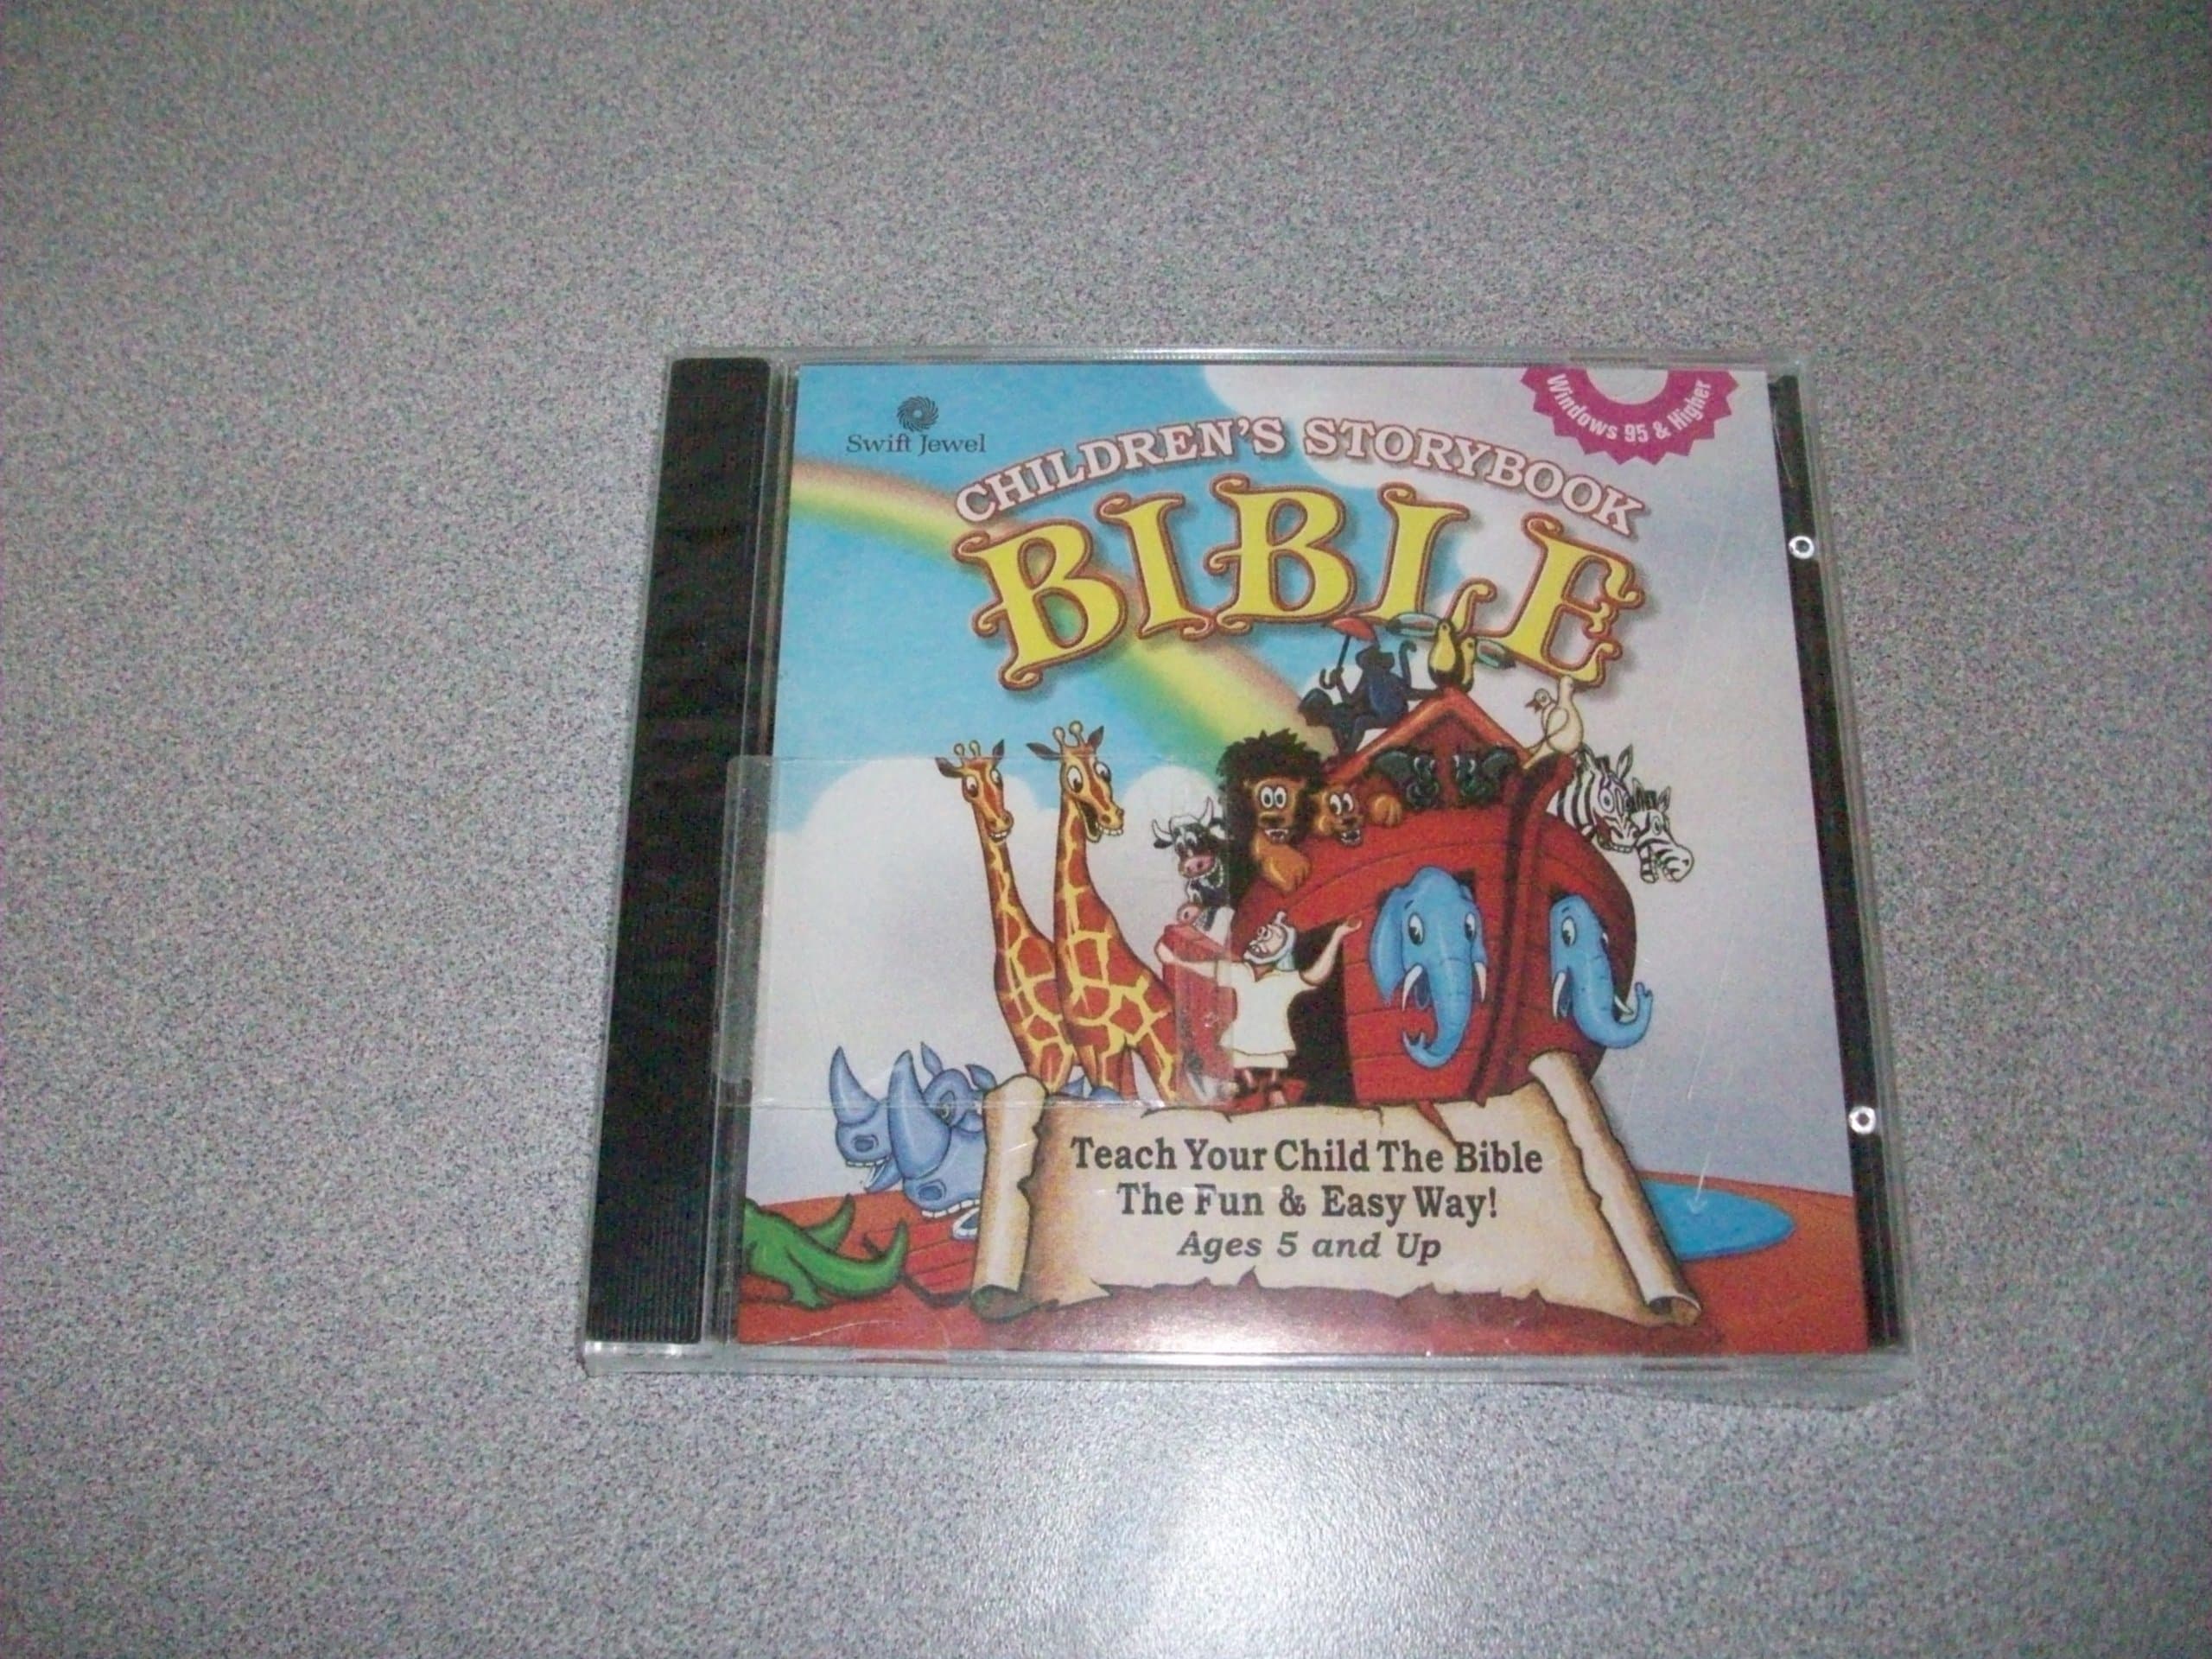 Swift Jewel
Windows 95 & Higher
CHILDREN'S STORYBOOK
BIBLE
Teach Your Child The Bible
The Fun & Easy Way!
Ages 5 and Up